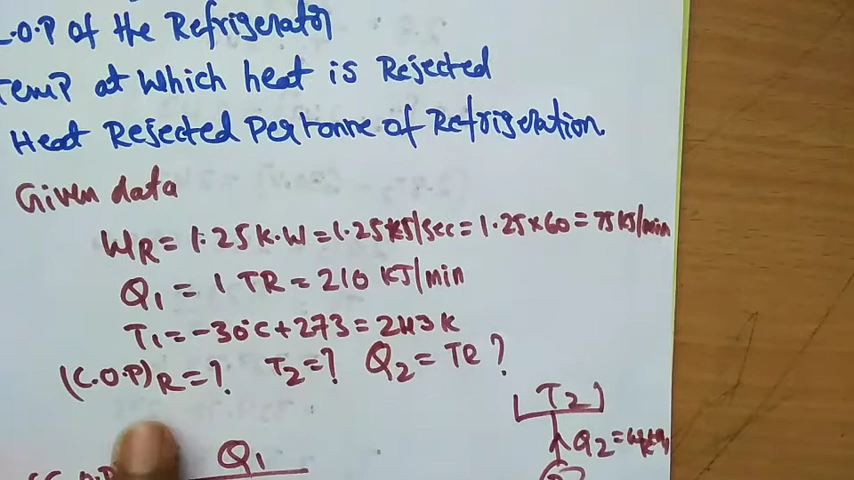 C.O.P of the Refrigerator
Temp at which heat is Rejected
Heat Rejected Per tonne of Refrigeration.
Given data
WR = 1.25 K.W = 1.25 KJ/sec = 1.25×60 = 75 KJ/min
Q1 = 1 TR = 210 KJ/min
T1 = -30°C + 273 = 243 K
(C.O.P)R = ? T2 = ? Q2 = TR ?
T2
Q2 =
Q1